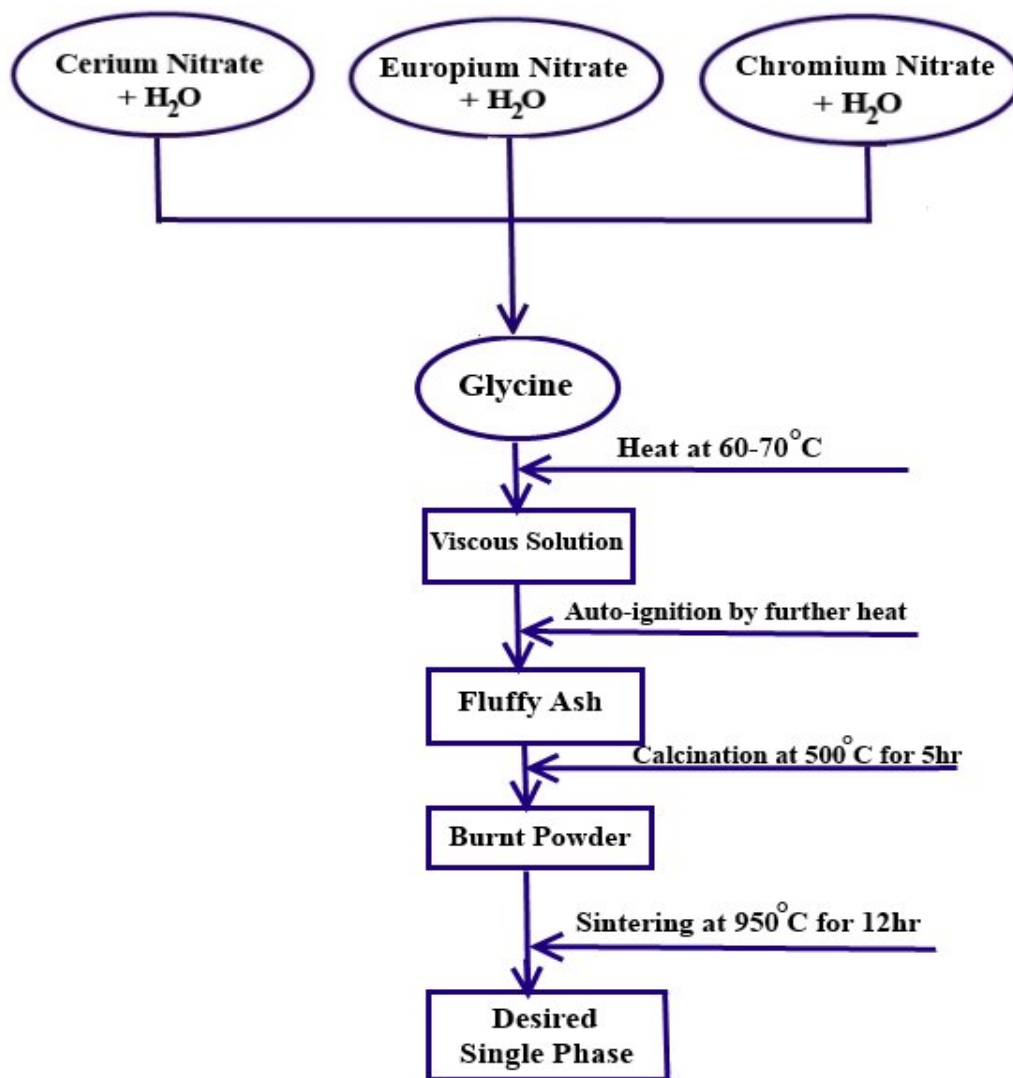 Cerium Nitrate
+ H₂O
Europium Nitrate
+ H₂O
Chromium Nitrate
+ H₂O
Glycine
Heat at 60-70°C
Viscous Solution
Auto-ignition by further heat
Fluffy Ash
Calcination at 500°C for 5hr
Burnt Powder
Sintering at 950°C for 12hr
Desired
Single Phase